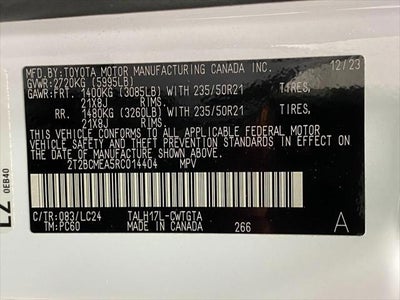 MFD.BY:TOYOTA MOTOR MANUFACTURING CANADA INC. 12/23
GVWR:2720KG (5995LB)
GAWR:FRT. 1400KG (3085LB) WITH 235/50R21 TIRES,
21X8J RIMS.
RR. 1480KG (3260LB) WITH 235/50R21 TIRES,
21X8J RIMS.
THIS VEHICLE CONFORMS TO ALL APPLICABLE FEDERAL MOTOR
VEHICLE SAFETY, BUMPER, AND THEFT PREVENTION STANDARDS IN EFFECT ON THE
DATE OF MANUFACTURE SHOWN ABOVE.
2T2BCMEA5RC014404 MPV
C/TR:083/LC24 TALH17L-CWTGTA
TM:PC60 MADE IN CANADA 266 A
0EB40